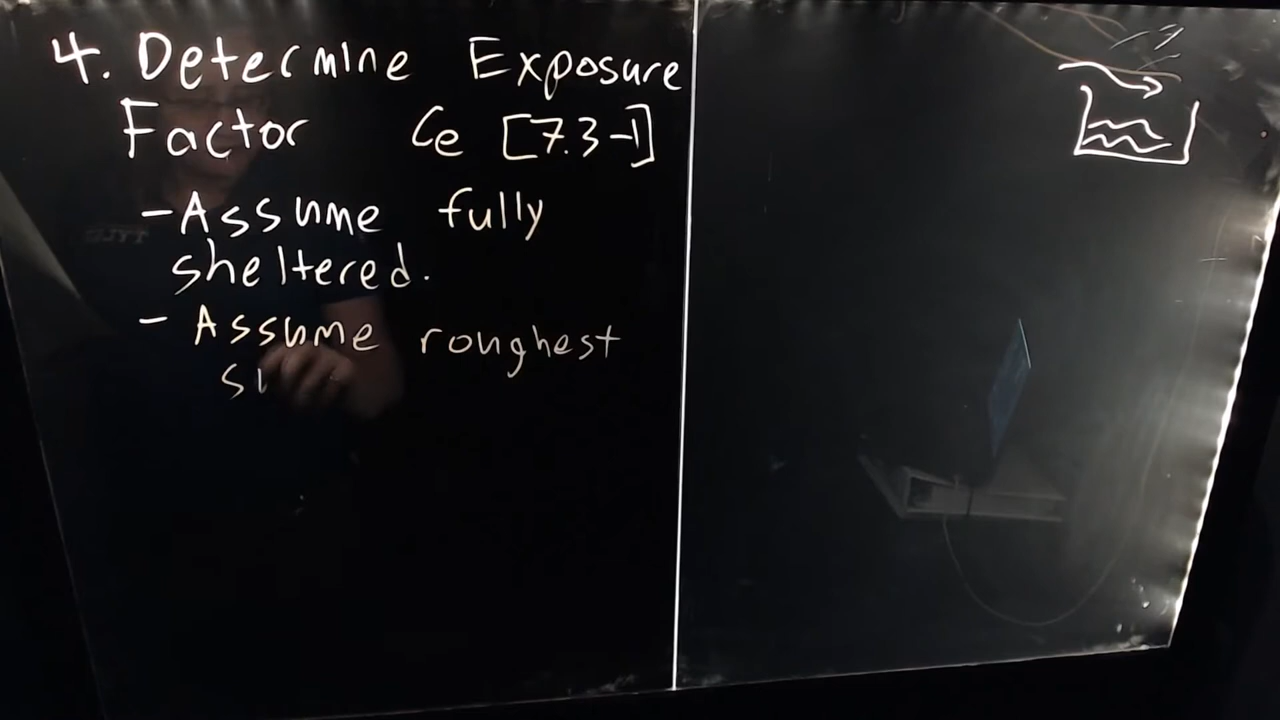 4. Determine Exposure
Factor Ce [7.3-1]
- Assume fully
sheltered.
- Assume roughest